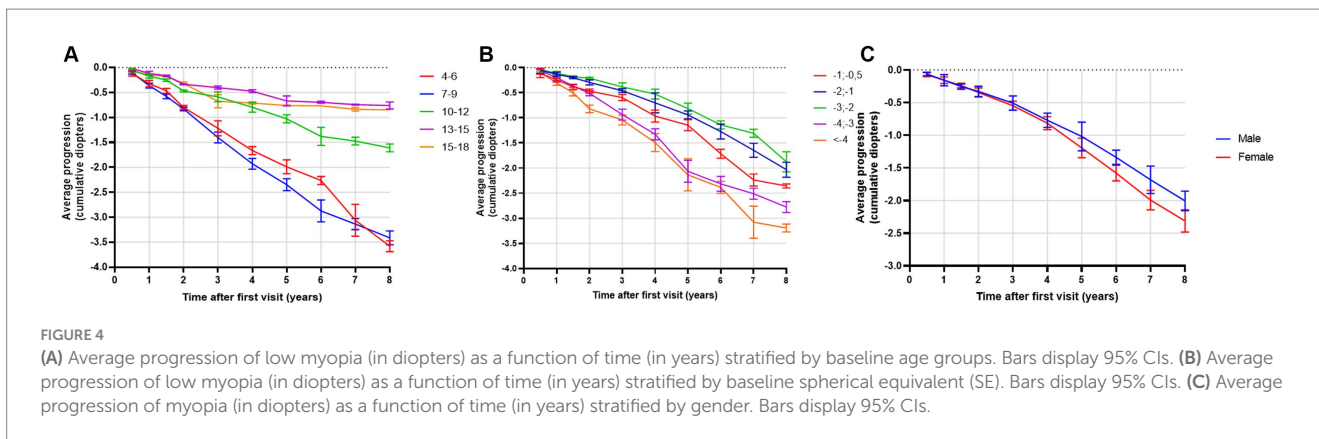 A
Average progression
(cumulative diopters)
0.0
-0.5
-1.0
-1.5
-2.0
-2.5
-3.0
-3.5
-4.0
0 1 2 3 4 5 6 7 8
Time after first visit (years)
4-6
7-9
10-12
13-15
15-18
B
Average progression
(cumulative diopters)
0.0
-0.5
-1.0
-1.5
-2.0
-2.5
-3.0
-3.5
-4.0
0 1 2 3 4 5 6 7 8
Time after first visit (years)
-1;-0,5
-2;-1
-3;-2
-4;-3
<-4
C
Average progression
(cumulative diopters)
0.0
-0.5
-1.0
-1.5
-2.0
-2.5
-3.0
0 1 2 3 4 5 6 7 8
Time after first visit (years)
Male
Female
FIGURE 4
(A) Average progression of low myopia (in diopters) as a function of time (in years) stratified by baseline age groups. Bars display 95% CIs. (B) Average
progression of low myopia (in diopters) as a function of time (in years) stratified by baseline spherical equivalent (SE). Bars display 95% CIs. (C) Average
progression of myopia (in diopters) as a function of time (in years) stratified by gender. Bars display 95% CIs.